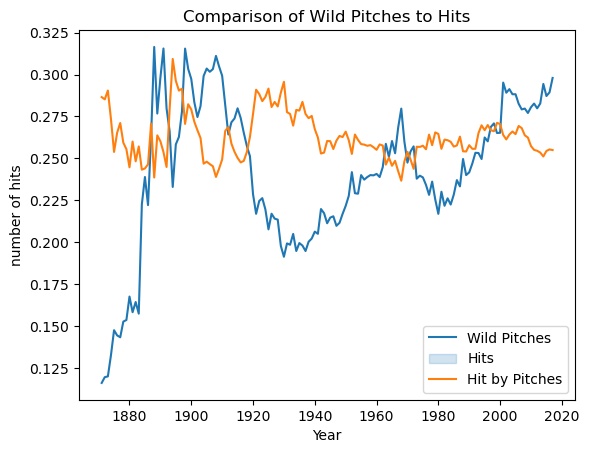 Comparison of Wild Pitches to Hits
number of hits
0.325
0.300
0.275
0.250
0.225
0.200
0.175
0.150
0.125
Wild Pitches
Hits
Hit by Pitches
1880
1900
1920
1940
1960
1980
2000
2020
Year